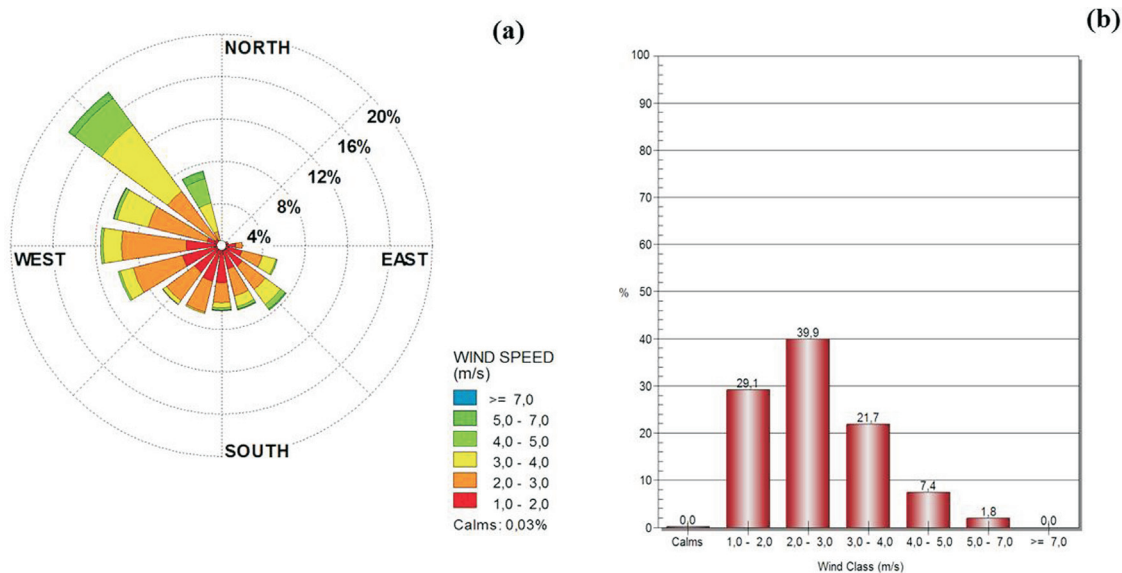 (a)
NORTH
20%
16%
12%
8%
4%
WEST
EAST
SOUTH
WIND SPEED
(m/s)
>= 7,0
5,0 - 7,0
4,0 - 5,0
3,0 - 4,0
2,0 - 3,0
1,0 - 2,0
Calms: 0,03%
(b)
100
90
80
70
60
50
40
30
20
10
0
%
0,0
29,1
39,9
21,7
7,4
1,8
0,0
Calms
1,0 - 2,0
2,0 - 3,0
3,0 - 4,0
4,0 - 5,0
5,0 - 7,0
>= 7,0
Wind Class (m/s)